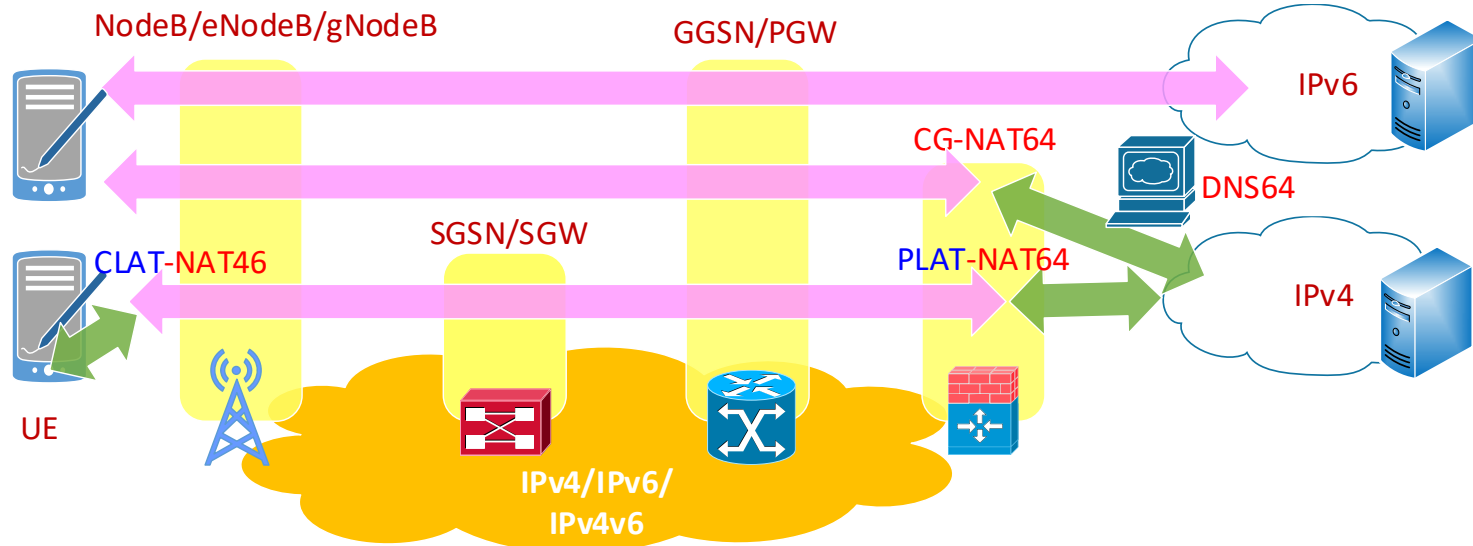 NodeB/eNodeB/gNodeB
GGSN/PGW
IPv6
CG-NAT64
DNS64
SGSN/SGW
CLAT-NAT46
PLAT-NAT64
IPv4
UE
IPv4/IPv6/
IPv4v6